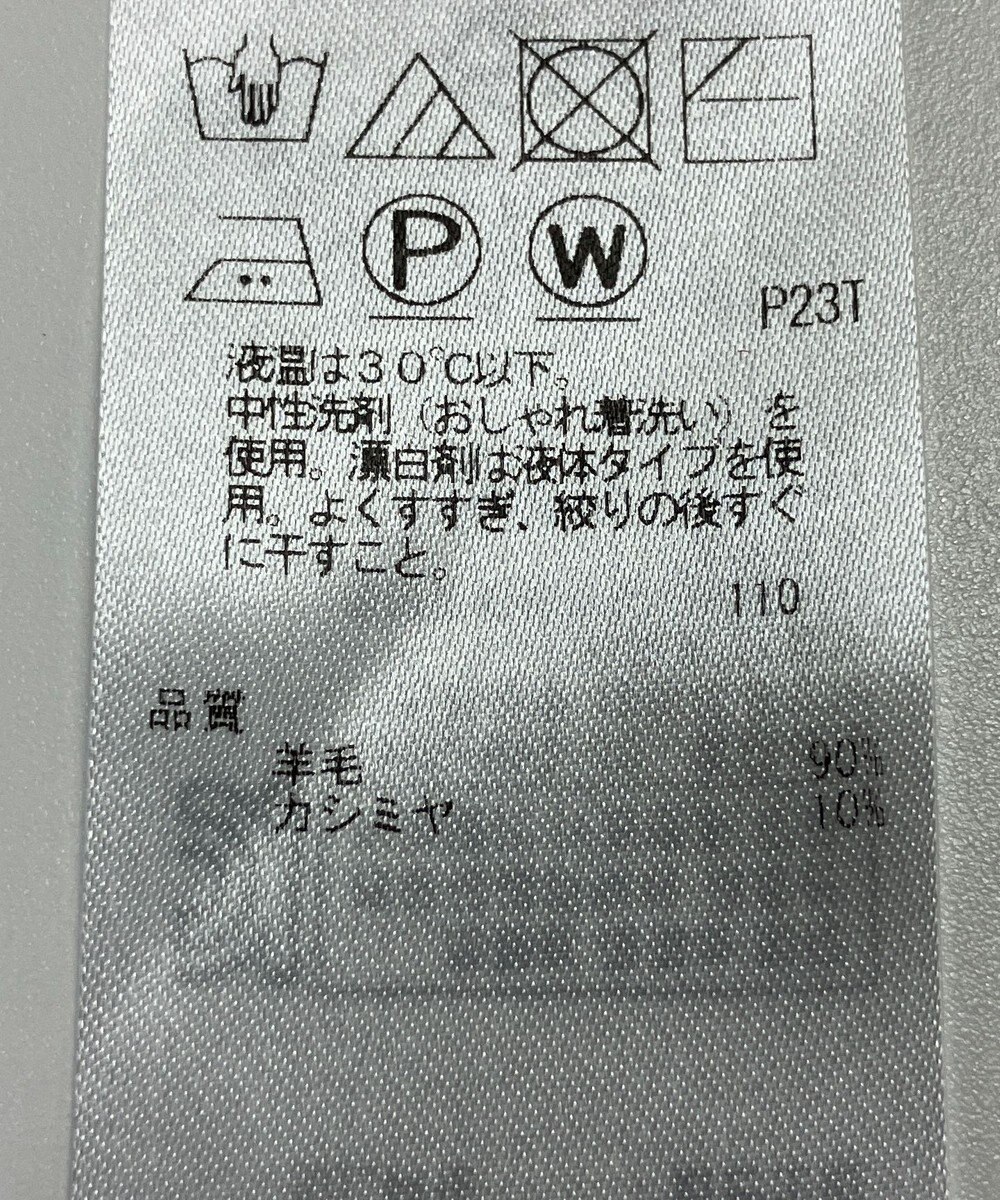 P
W
P23T
液温は30℃以下。
中性洗剤（おしゃれ着洗い）を
使用。漂白剤は液体タイプを使
用。よくすすぎ、絞りの後すぐ
に干すこと。
110
品質
羊毛 90%
カシミヤ 10%